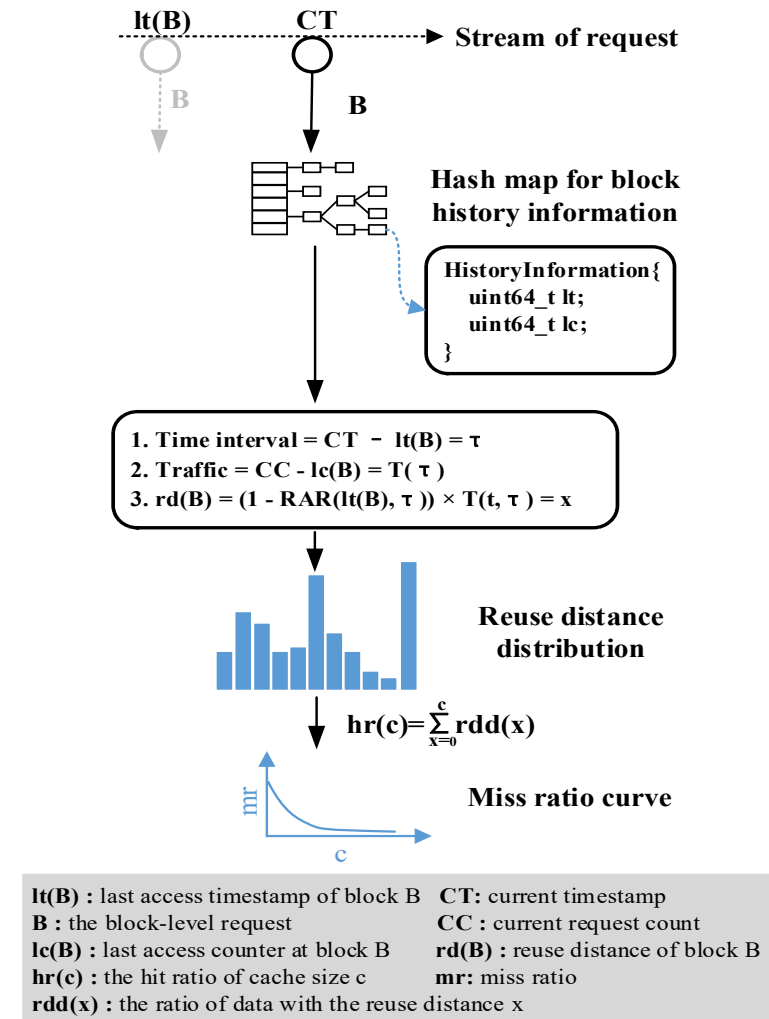 lt(B) CT
Stream of request
B
B
Hash map for block
history information
HistoryInformation{
uint64_t lt;
uint64_t lc;
}
1. Time interval = CT － lt(B) = τ
2. Traffic = CC - lc(B) = T( τ )
3. rd(B) = (1 - RAR(lt(B), τ )) × T(t, τ ) = x
Reuse distance
distribution
hr(c)=∑rdd(x)
c
x=0
mr
Miss ratio curve
c
lt(B) : last access timestamp of block B CT: current timestamp
B : the block-level request CC : current request count
lc(B) : last access counter at block B rd(B) : reuse distance of block B
hr(c) : the hit ratio of cache size c mr: miss ratio
rdd(x) : the ratio of data with the reuse distance x